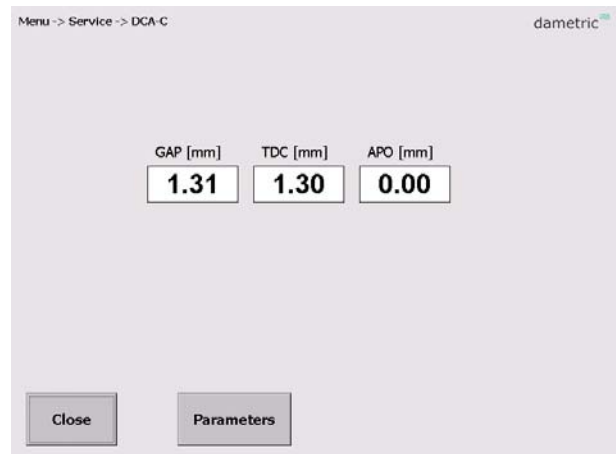 Menu -> Service -> DCA-C
dametric
GAP [mm] TDC [mm] APO [mm]
1.31 1.30 0.00
Close Parameters